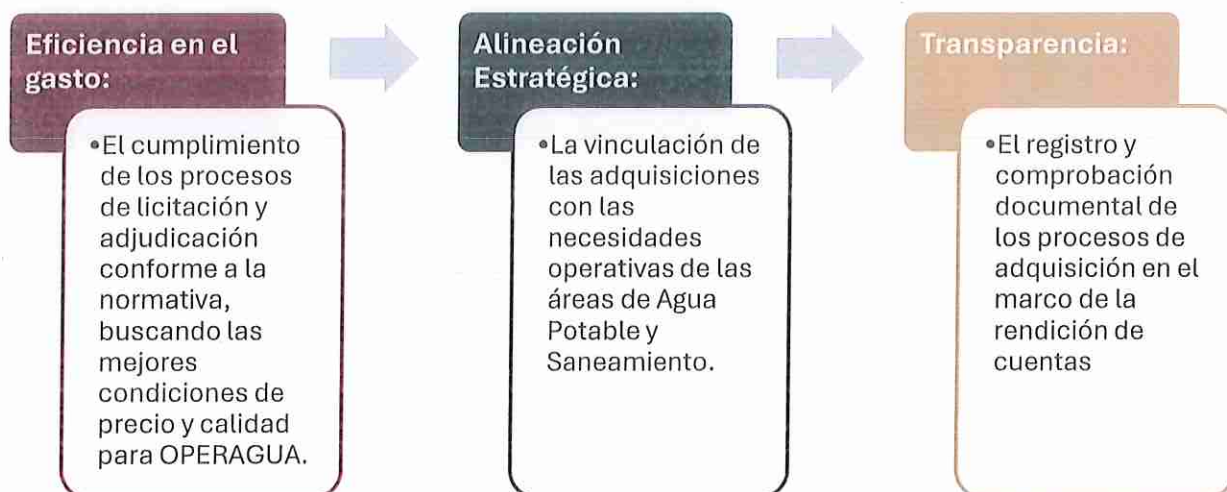 Eficiencia en el
gasto:
•El cumplimiento
de los procesos
de licitación y
adjudicación
conforme a la
normativa,
buscando las
mejores
condiciones de
precio y calidad
para OPERAGUA.
Alineación
Estratégica:
•La vinculación de
las adquisiciones
con las
necesidades
operativas de las
áreas de Agua
Potable y
Saneamiento.
Transparencia:
•El registro y
comprobación
documental de
los procesos de
adquisición en el
marco de la
rendición de
cuentas